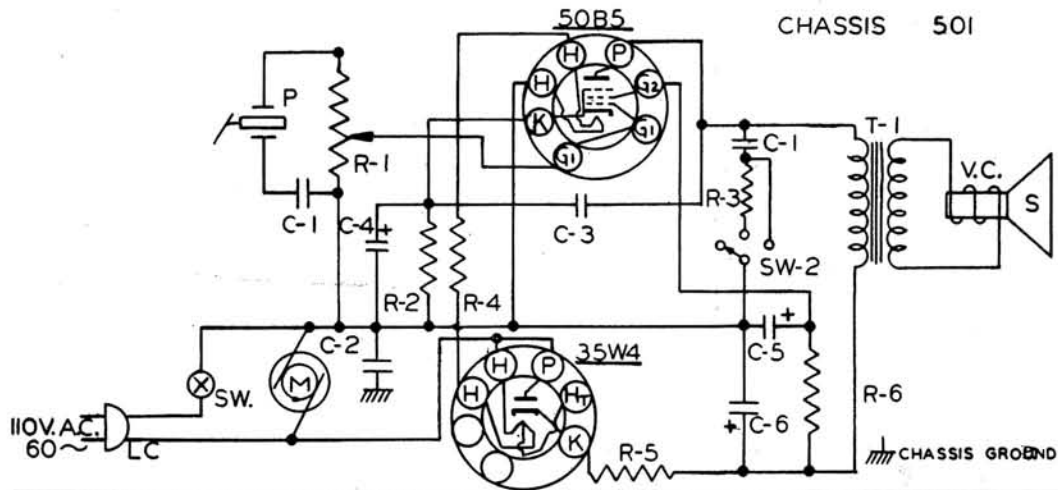 50B5
CHASSIS 501
H
P
H
G2
K
G1
G1
P
R-1
C-1
C-4
+
C-3
C-1
R-3
SW-2
T-1
V.C.
S
R-2
R-4
C-2
35W4
+
C-5
H
P
H
HT
K
M
SW.
110V.A.C.
60~
LC
R-5
+
C-6
R-6
CHASSIS GROUND